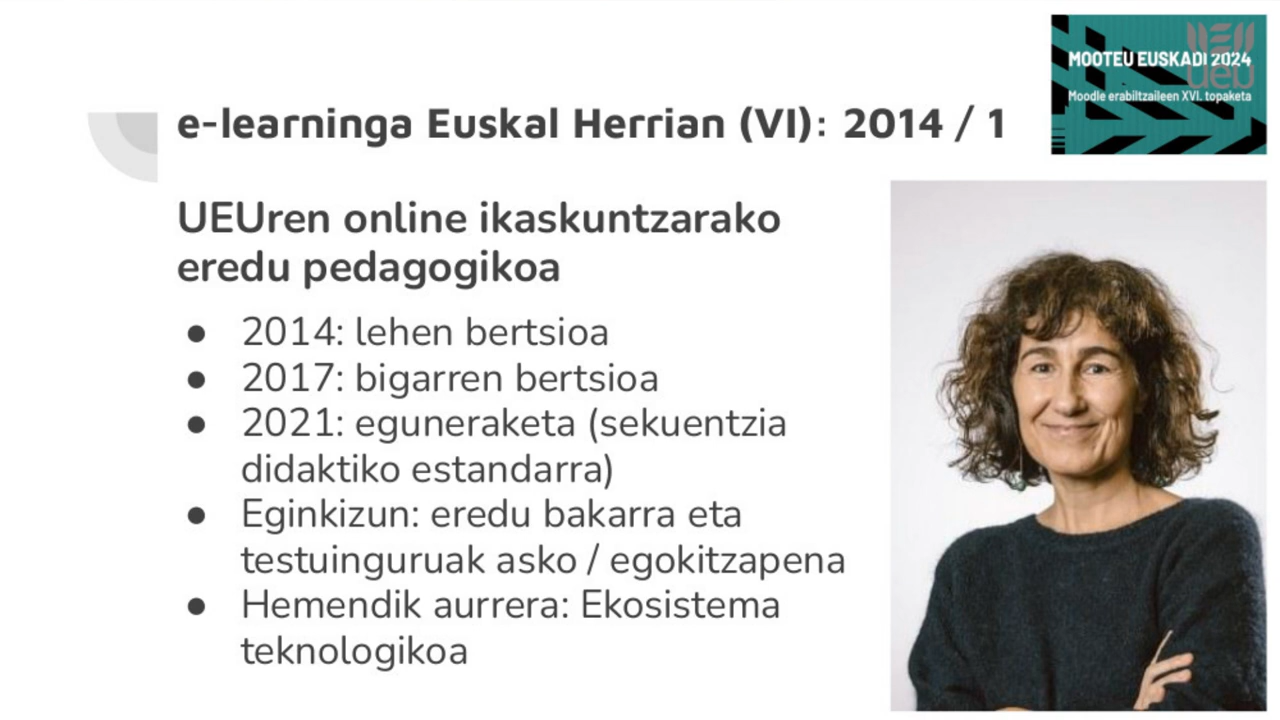 MOOTEU EUSKADI 2024
Moodle erabiltzaileen XVI. topaketa
ueu
e-learninga Euskal Herrian (VI): 2014 / 1
UEUren online ikaskuntzarako
eredu pedagogikoa
● 2014: lehen bertsioa
● 2017: bigarren bertsioa
● 2021: eguneraketa (sekuentzia
didaktiko estandarra)
● Eginkizun: eredu bakarra eta
testuinguruak asko / egokitzapena
● Hemendik aurrera: Ekosistema
teknologikoa